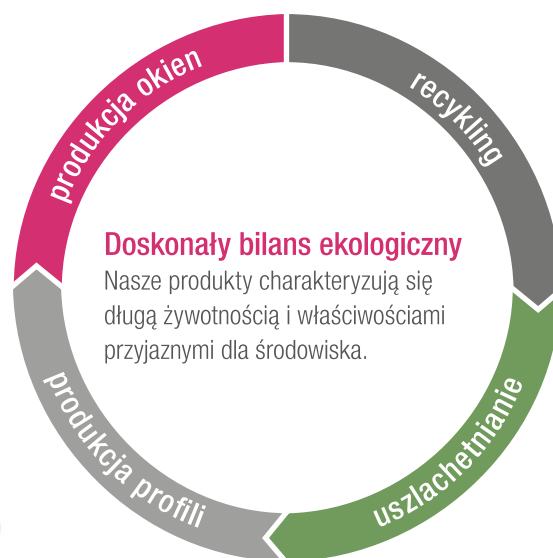 produkcja okien
recykling
Doskonały bilans ekologiczny
Nasze produkty charakteryzują się
długą żywotnością i właściwościami
przyjaznymi dla środowiska.
produkcja profili
uszlachetnianie